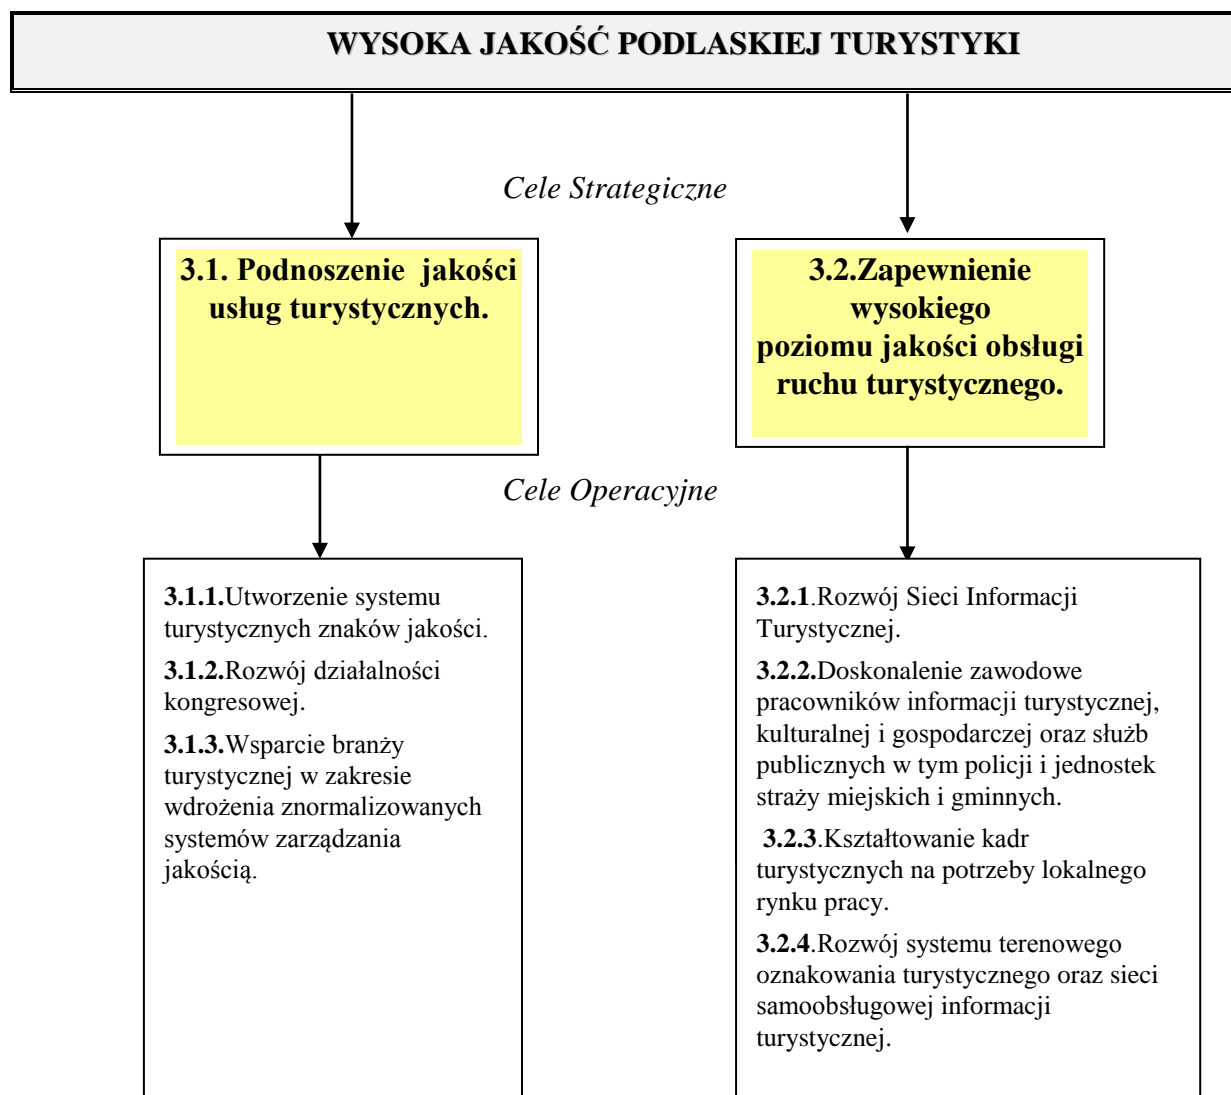 WYSOKA JAKOŚĆ PODLASKIEJ TURYSTYKI
Cele Strategiczne
3.1. Podnoszenie jakości
usług turystycznych.
3.2.Zapewnienie
wysokiego
poziomu jakości obsługi
ruchu turystycznego.
Cele Operacyjne
3.1.1.Utworzenie systemu
turystycznych znaków jakości.
3.1.2.Rozwój działalności
kongresowej.
3.1.3.Wsparcie branży
turystycznej w zakresie
wdrożenia znormalizowanych
systemów zarządzania
jakością.
3.2.1.Rozwój Sieci Informacji
Turystycznej.
3.2.2.Doskonalenie zawodowe
pracowników informacji turystycznej,
kulturalnej i gospodarczej oraz służb
publicznych w tym policji i jednostek
straży miejskich i gminnych.
3.2.3.Kształtowanie kadr
turystycznych na potrzeby lokalnego
rynku pracy.
3.2.4.Rozwój systemu terenowego
oznakowania turystycznego oraz sieci
samoobsługowej informacji
turystycznej.